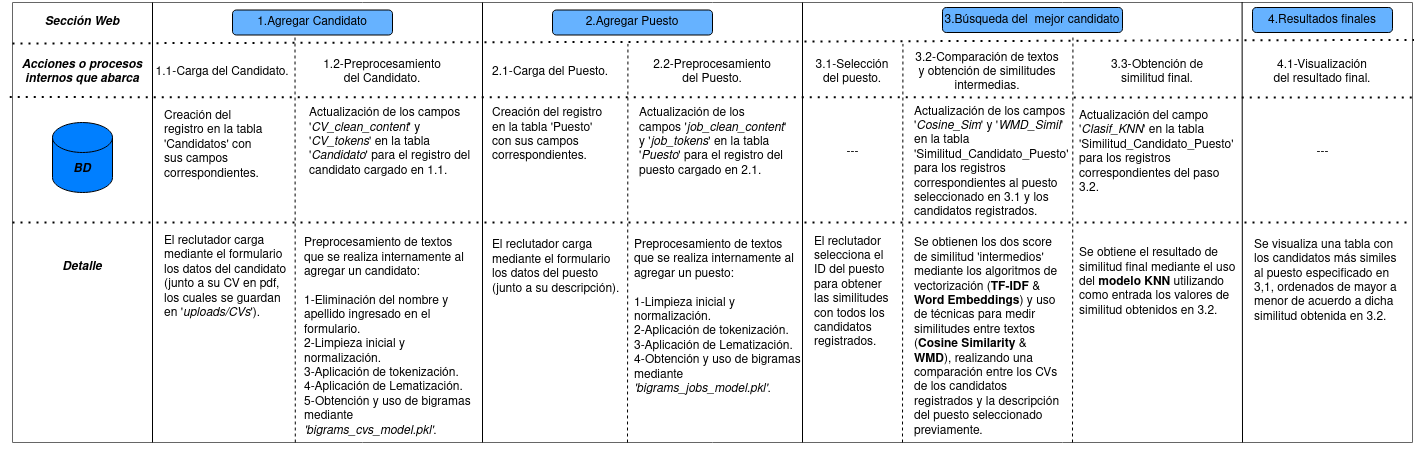 Sección Web
1.Agregar Candidato
2.Agregar Puesto
3.Búsqueda del mejor candidato
4.Resultados finales
Acciones o procesos
internos que abarca
1.1-Carga del Candidato.
1.2-Preprocesamiento
del Candidato.
2.1-Carga del Puesto.
2.2-Preprocesamiento
del Puesto.
3.1-Selección
del puesto.
3.2-Comparación de textos
y obtención de similitudes
intermedias.
3.3-Obtención de
similitud final.
4.1-Visualización
del resultado final.
BD
Creación del
registro en la tabla
'Candidatos' con
sus campos
correspondientes.
Actualización de los campos
'CV_clean_content' y
'CV_tokens' en la tabla
'Candidato' para el registro del
candidato cargado en 1.1.
Creación del registro
en la tabla 'Puesto'
con sus campos
correspondientes.
Actualización de los
campos 'job_clean_content'
y 'job_tokens' en la tabla
'Puesto' para el registro del
puesto cargado en 2.1.
---
Actualización de los campos
'Cosine_Sim' y 'WMD_Simil'
en la tabla
'Similitud_Candidato_Puesto'
para los registros
correspondientes al puesto
seleccionado en 3.1 y los
candidatos registrados.
Actualización del campo
'Clasif_KNN' en la tabla
'Similitud_Candidato_Puesto'
para los registros
correspondientes del paso
3.2.
---
Detalle
El reclutador carga
mediante el formulario
los datos del candidato
(junto a su CV en pdf,
los cuales se guardan
en 'uploads/CVs').
Preprocesamiento de textos
que se realiza internamente al
agregar un candidato:
1-Eliminación del nombre y
apellido ingresado en el
formulario.
2-Limpieza inicial y
normalización.
3-Aplicación de tokenización.
4-Aplicación de Lematización.
5-Obtención y uso de bigramas
mediante
'bigrams_cvs_model.pkl'.
El reclutador carga
mediante el formulario
los datos del puesto
(junto a su descripción).
Preprocesamiento de textos
que se realiza internamente al
agregar un puesto:
1-Limpieza inicial y
normalización.
2-Aplicación de tokenización.
3-Aplicación de Lematización.
4-Obtención y uso de bigramas
mediante
'bigrams_jobs_model.pkl'.
El reclutador
selecciona el
ID del puesto
para obtener
las similitudes
con todos los
candidatos
registrados.
Se obtienen los dos score
de similitud 'intermedios'
mediante los algoritmos de
vectorización (TF-IDF &
Word Embeddings) y uso
de técnicas para medir
similitudes entre textos
(Cosine Similarity &
WMD), realizando una
comparación entre los CVs
de los candidatos
registrados y la descripción
del puesto seleccionado
previamente.
Se obtiene el resultado de
similitud final mediante el uso
del modelo KNN utilizando
como entrada los valores de
similitud obtenidos en 3.2.
Se visualiza una tabla con
los candidatos más similes
al puesto especificado en
3,1, ordenados de mayor a
menor de acuerdo a dicha
similitud obtenida en 3.2.